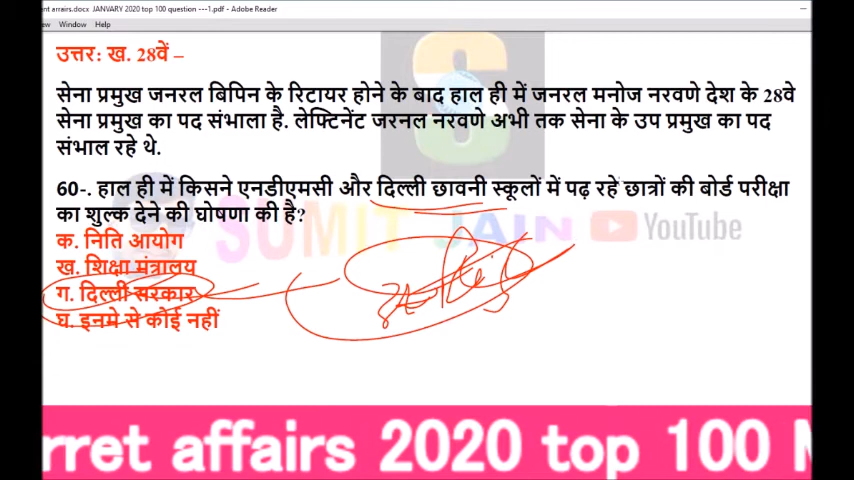 ent arrairs.docx JANVARY 2020 top 100 question ---1.pdf - Adobe Reader
ew Window Help
उत्तर: ख. 28वें –
सेना प्रमुख जनरल बिपिन के रिटायर होने के बाद हाल ही में जनरल मनोज नरवणे देश के 28वे
सेना प्रमुख का पद संभाला है. लेफ्टिनेंट जरनल नरवणे अभी तक सेना के उप प्रमुख का पद
संभाल रहे थे.
60-. हाल ही में किसने एनडीएमसी और दिल्ली छावनी स्कूलों में पढ़ रहे छात्रों की बोर्ड परीक्षा
का शुल्क देने की घोषणा की है?
क. निति आयोग
ख. शिक्षा मंत्रालय
ग. दिल्ली सरकार
घ. इनमे से कोई नहीं
SUMIT JAIN YouTube
rret affairs 2020 top 100 M